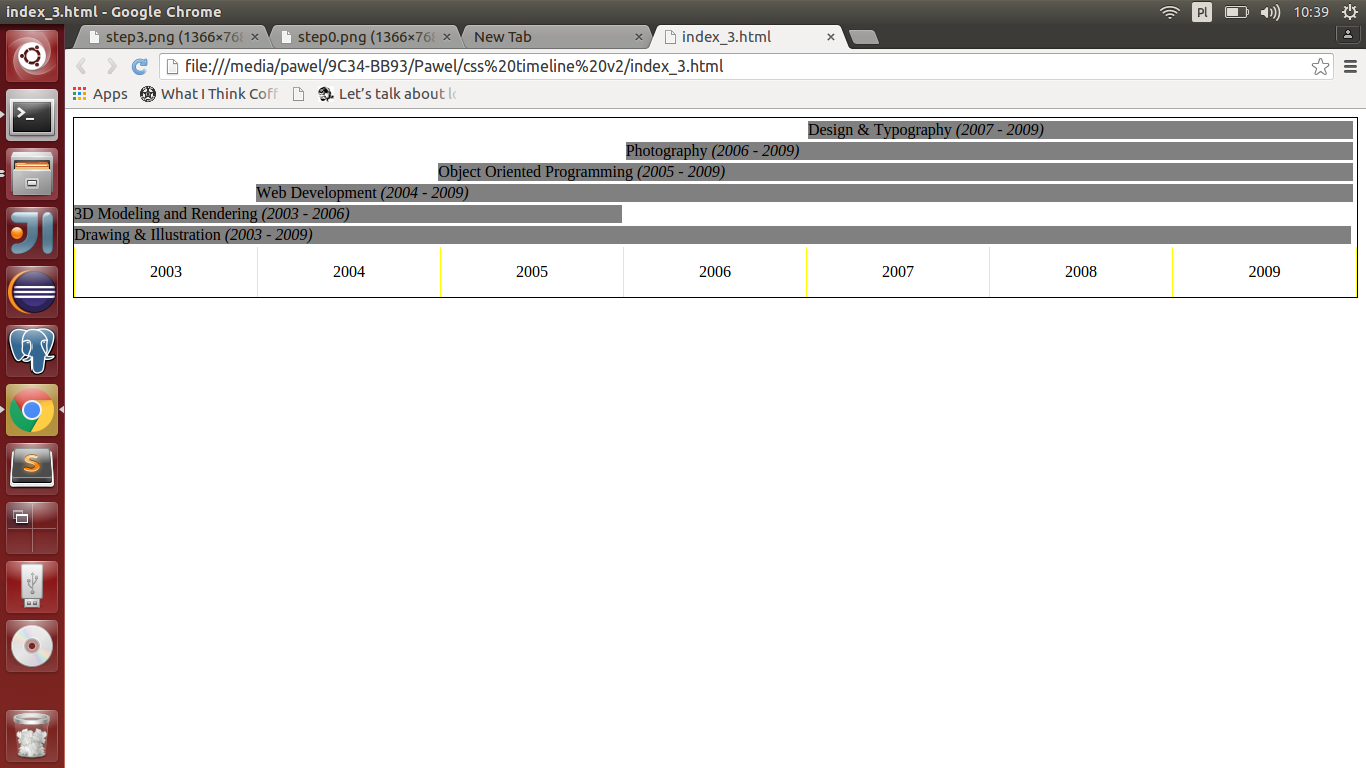 index_3.html - Google Chrome
Pl
10:39
step3.png (1366×768
step0.png (1366×768
New Tab
index_3.html
file:///media/pawel/9C34-BB93/Pawel/css%20timeline%20v2/index_3.html
Apps
What I Think Coff
Let's talk about lo
Design & Typography (2007 - 2009)
Photography (2006 - 2009)
Object Oriented Programming (2005 - 2009)
Web Development (2004 - 2009)
3D Modeling and Rendering (2003 - 2006)
Drawing & Illustration (2003 - 2009)
2003 2004 2005 2006 2007 2008 2009